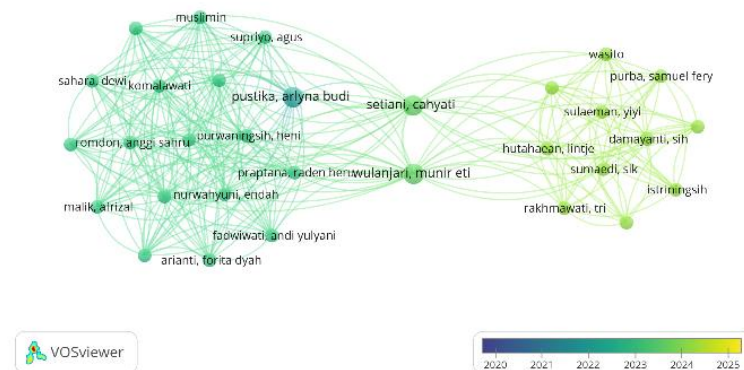 muslimin
supriyo, agus
sahara, dewi
komalawati
pustika, arlyna budi
setiani, cahyati
romdon, anggi sahru
purwaningsih, heni
praptana, raden heru
wulanjari, munir eti
nurwahyuni, endah
malik, afrizal
fadwiwati, andi yulyani
arianti, forita dyah
wasito
purba, samuel fery
sulaeman, yiyi
hutahaean, lintje
damayanti, sih
sumaedi, sik
istriningsih
rakhmawati, tri
VOSviewer
2020 2021 2022 2023 2024 2025